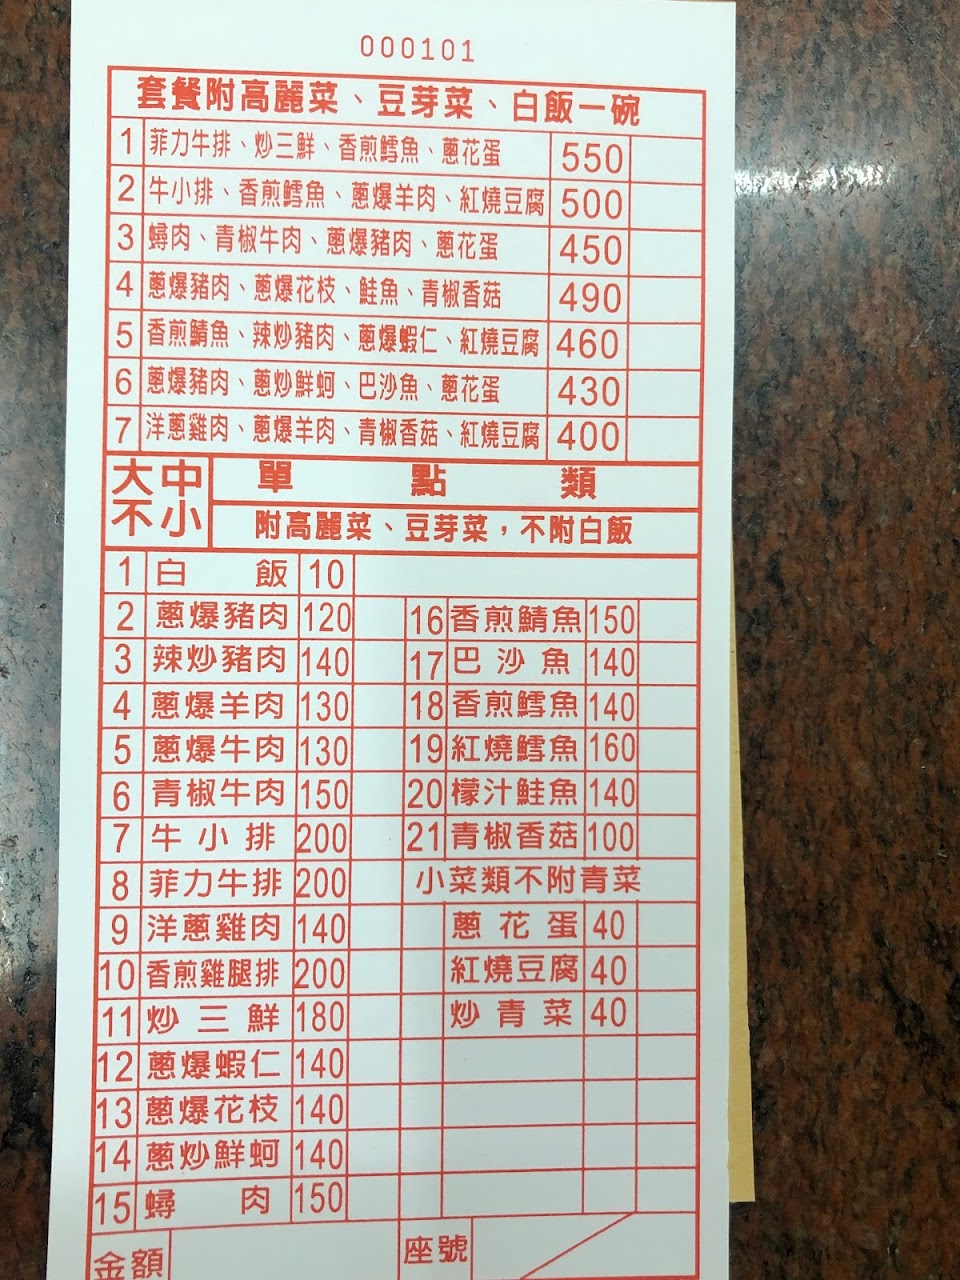 000101
套餐附高麗菜、豆芽菜、白飯一碗
1 菲力牛排、炒三鮮、香煎鱈魚、蔥花蛋 550
2 牛小排、香煎鱈魚、蔥爆羊肉、紅燒豆腐 500
3 蟳肉、青椒牛肉、蔥爆豬肉、蔥花蛋 450
4 蔥爆豬肉、蔥爆花枝、鮭魚、青椒香菇 490
5 香煎鯖魚、辣炒豬肉、蔥爆蝦仁、紅燒豆腐 460
6 蔥爆豬肉、蔥炒鮮蚵、巴沙魚、蔥花蛋 430
7 洋蔥雞肉、蔥爆羊肉、青椒香菇、紅燒豆腐 400
大中不小
單點類
附高麗菜、豆芽菜，不附白飯
1 白飯 10
2 蔥爆豬肉 120 16 香煎鯖魚 150
3 辣炒豬肉 140 17 巴沙魚 140
4 蔥爆羊肉 130 18 香煎鱈魚 140
5 蔥爆牛肉 130 19 紅燒鱈魚 160
6 青椒牛肉 150 20 檬汁鮭魚 140
7 牛小排 200 21 青椒香菇 100
8 菲力牛排 200 小菜類不附青菜
9 洋蔥雞肉 140 蔥花蛋 40
10 香煎雞腿排 200 紅燒豆腐 40
11 炒三鮮 180 炒青菜 40
12 蔥爆蝦仁 140
13 蔥爆花枝 140
14 蔥炒鮮蚵 140
15 蟳肉 150
金額 座號